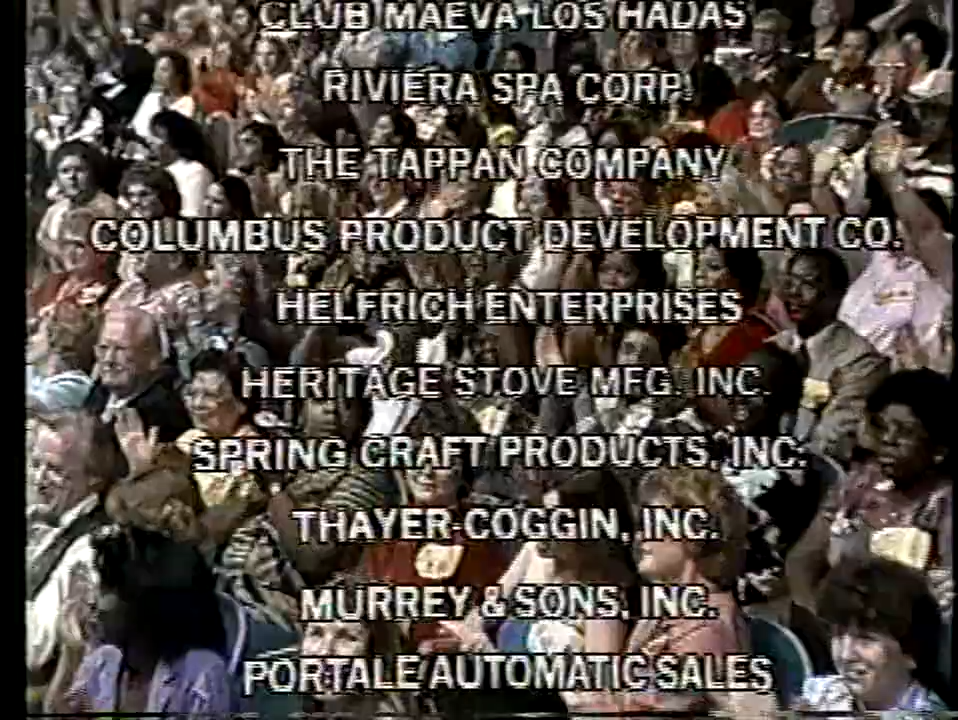 CLUB MAEVA-LOS HADAS
RIVIERA SPA CORP.
THE TAPPAN COMPANY
COLUMBUS PRODUCT DEVELOPMENT CO.
HELFRICH ENTERPRISES
HERITAGE STOVE MFG. INC.
SPRING CRAFT PRODUCTS, INC.
THAYER-COGGIN, INC.
MURREY & SONS, INC.
PORTALE AUTOMATIC SALES